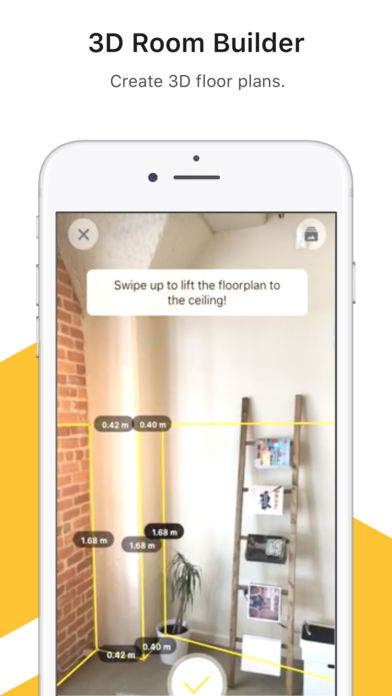 3D Room Builder
Create 3D floor plans.
Swipe up to lift the floorplan to
the ceiling!
0.42 m 0.40 m
1.68 m 1.68 m 1.68 m
0.42 m 0.40 m